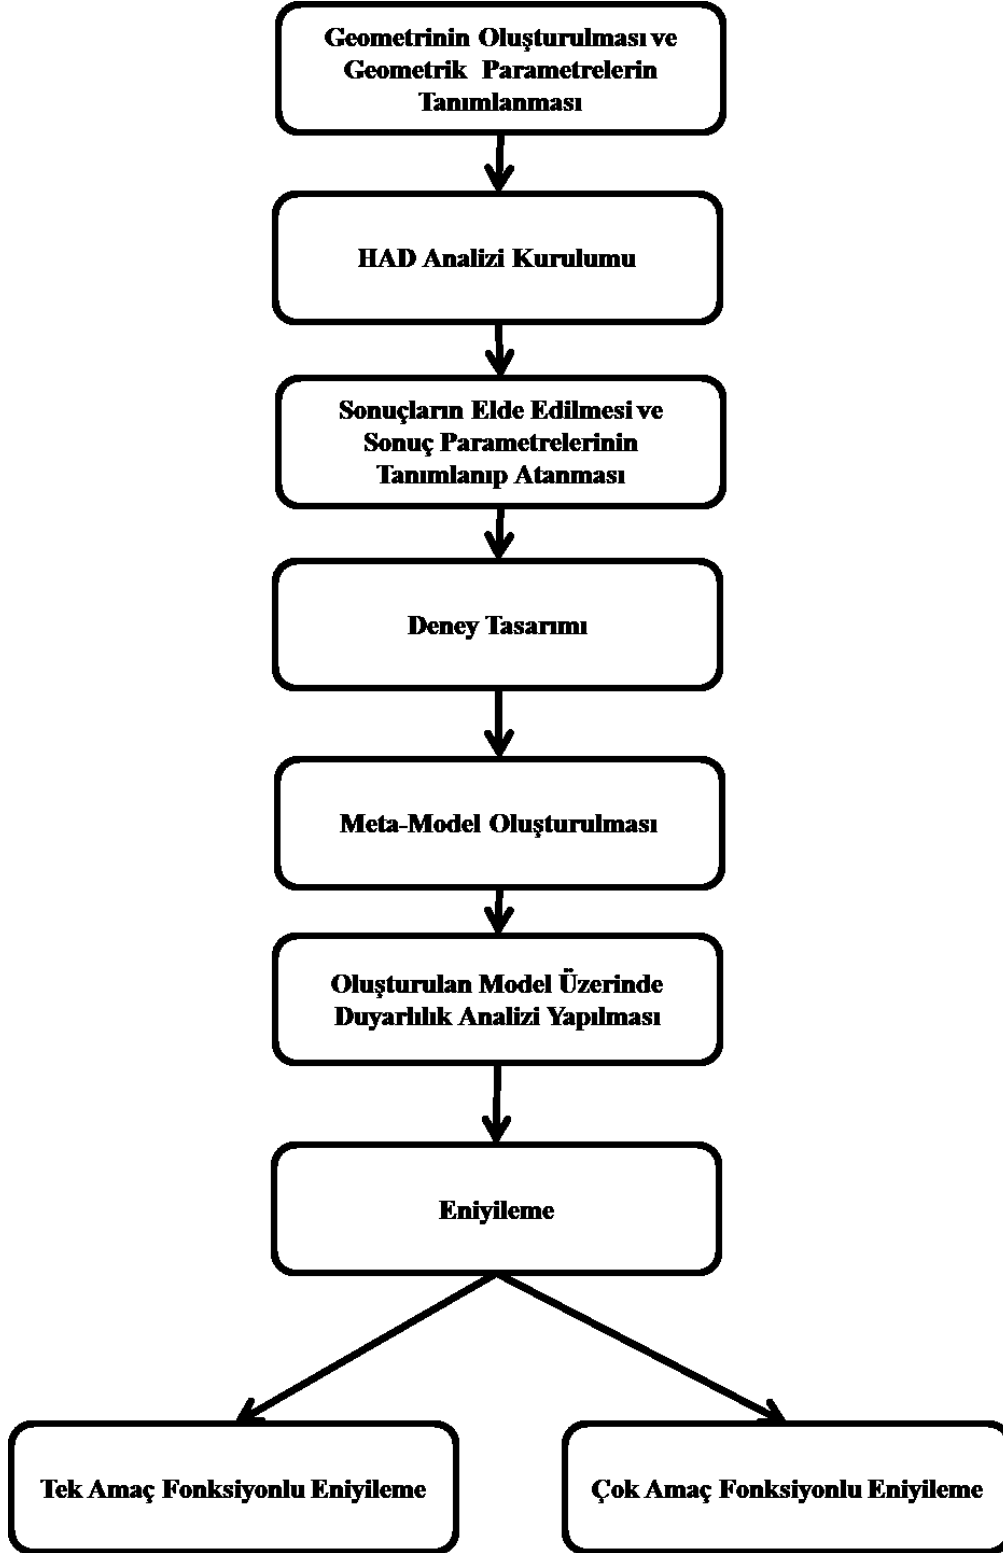 Geometrinin Oluşturulması ve
Geometrik Parametrelerin
Tanımlanması
HAD Analizi Kurulumu
Sonuçların Elde Edilmesi ve
Sonuç Parametrelerinin
Tanımlanıp Atanması
Deney Tasarımı
Meta-Model Oluşturulması
Oluşturulan Model Üzerinde
Duyarlılık Analizi Yapılması
Eniyileme
Tek Amaç Fonksiyonlu Eniyileme
Çok Amaç Fonksiyonlu Eniyileme